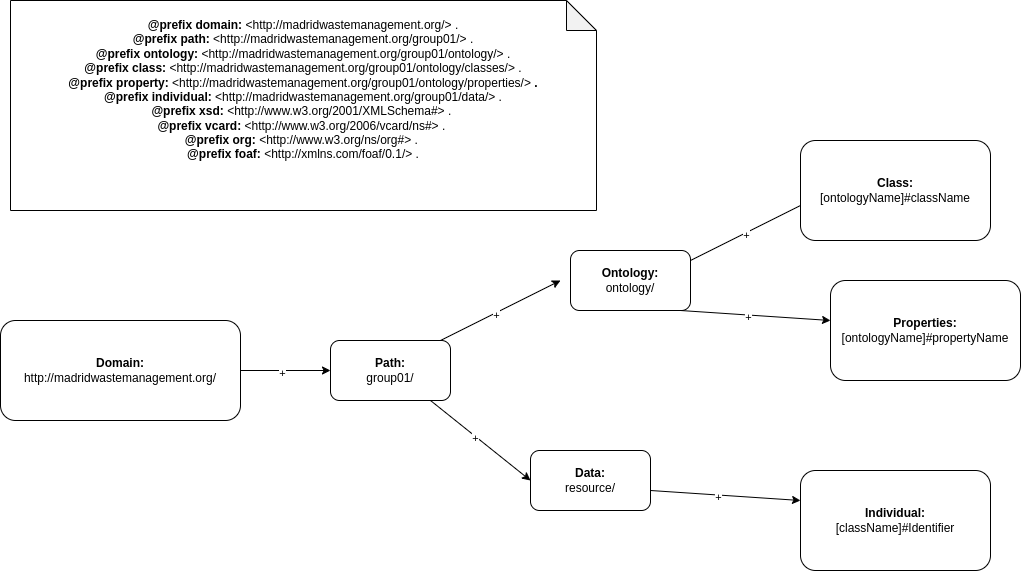 @prefix domain: <http://madridwastemanagement.org/> .
@prefix path: <http://madridwastemanagement.org/group01/> .
@prefix ontology: <http://madridwastemanagement.org/group01/ontology/> .
@prefix class: <http://madridwastemanagement.org/group01/ontology/classes/> .
@prefix property: <http://madridwastemanagement.org/group01/ontology/properties/> .
@prefix individual: <http://madridwastemanagement.org/group01/data/> .
@prefix xsd: <http://www.w3.org/2001/XMLSchema#> .
@prefix vcard: <http://www.w3.org/2006/vcard/ns#> .
@prefix org: <http://www.w3.org/ns/org#> .
@prefix foaf: <http://xmlns.com/foaf/0.1/> .
Domain:
http://madridwastemanagement.org/
+
Path:
group01/
+
Ontology:
ontology/
+
Class:
[ontologyName]#className
+
Properties:
[ontologyName]#propertyName
+
Data:
resource/
+
Individual:
[className]#Identifier